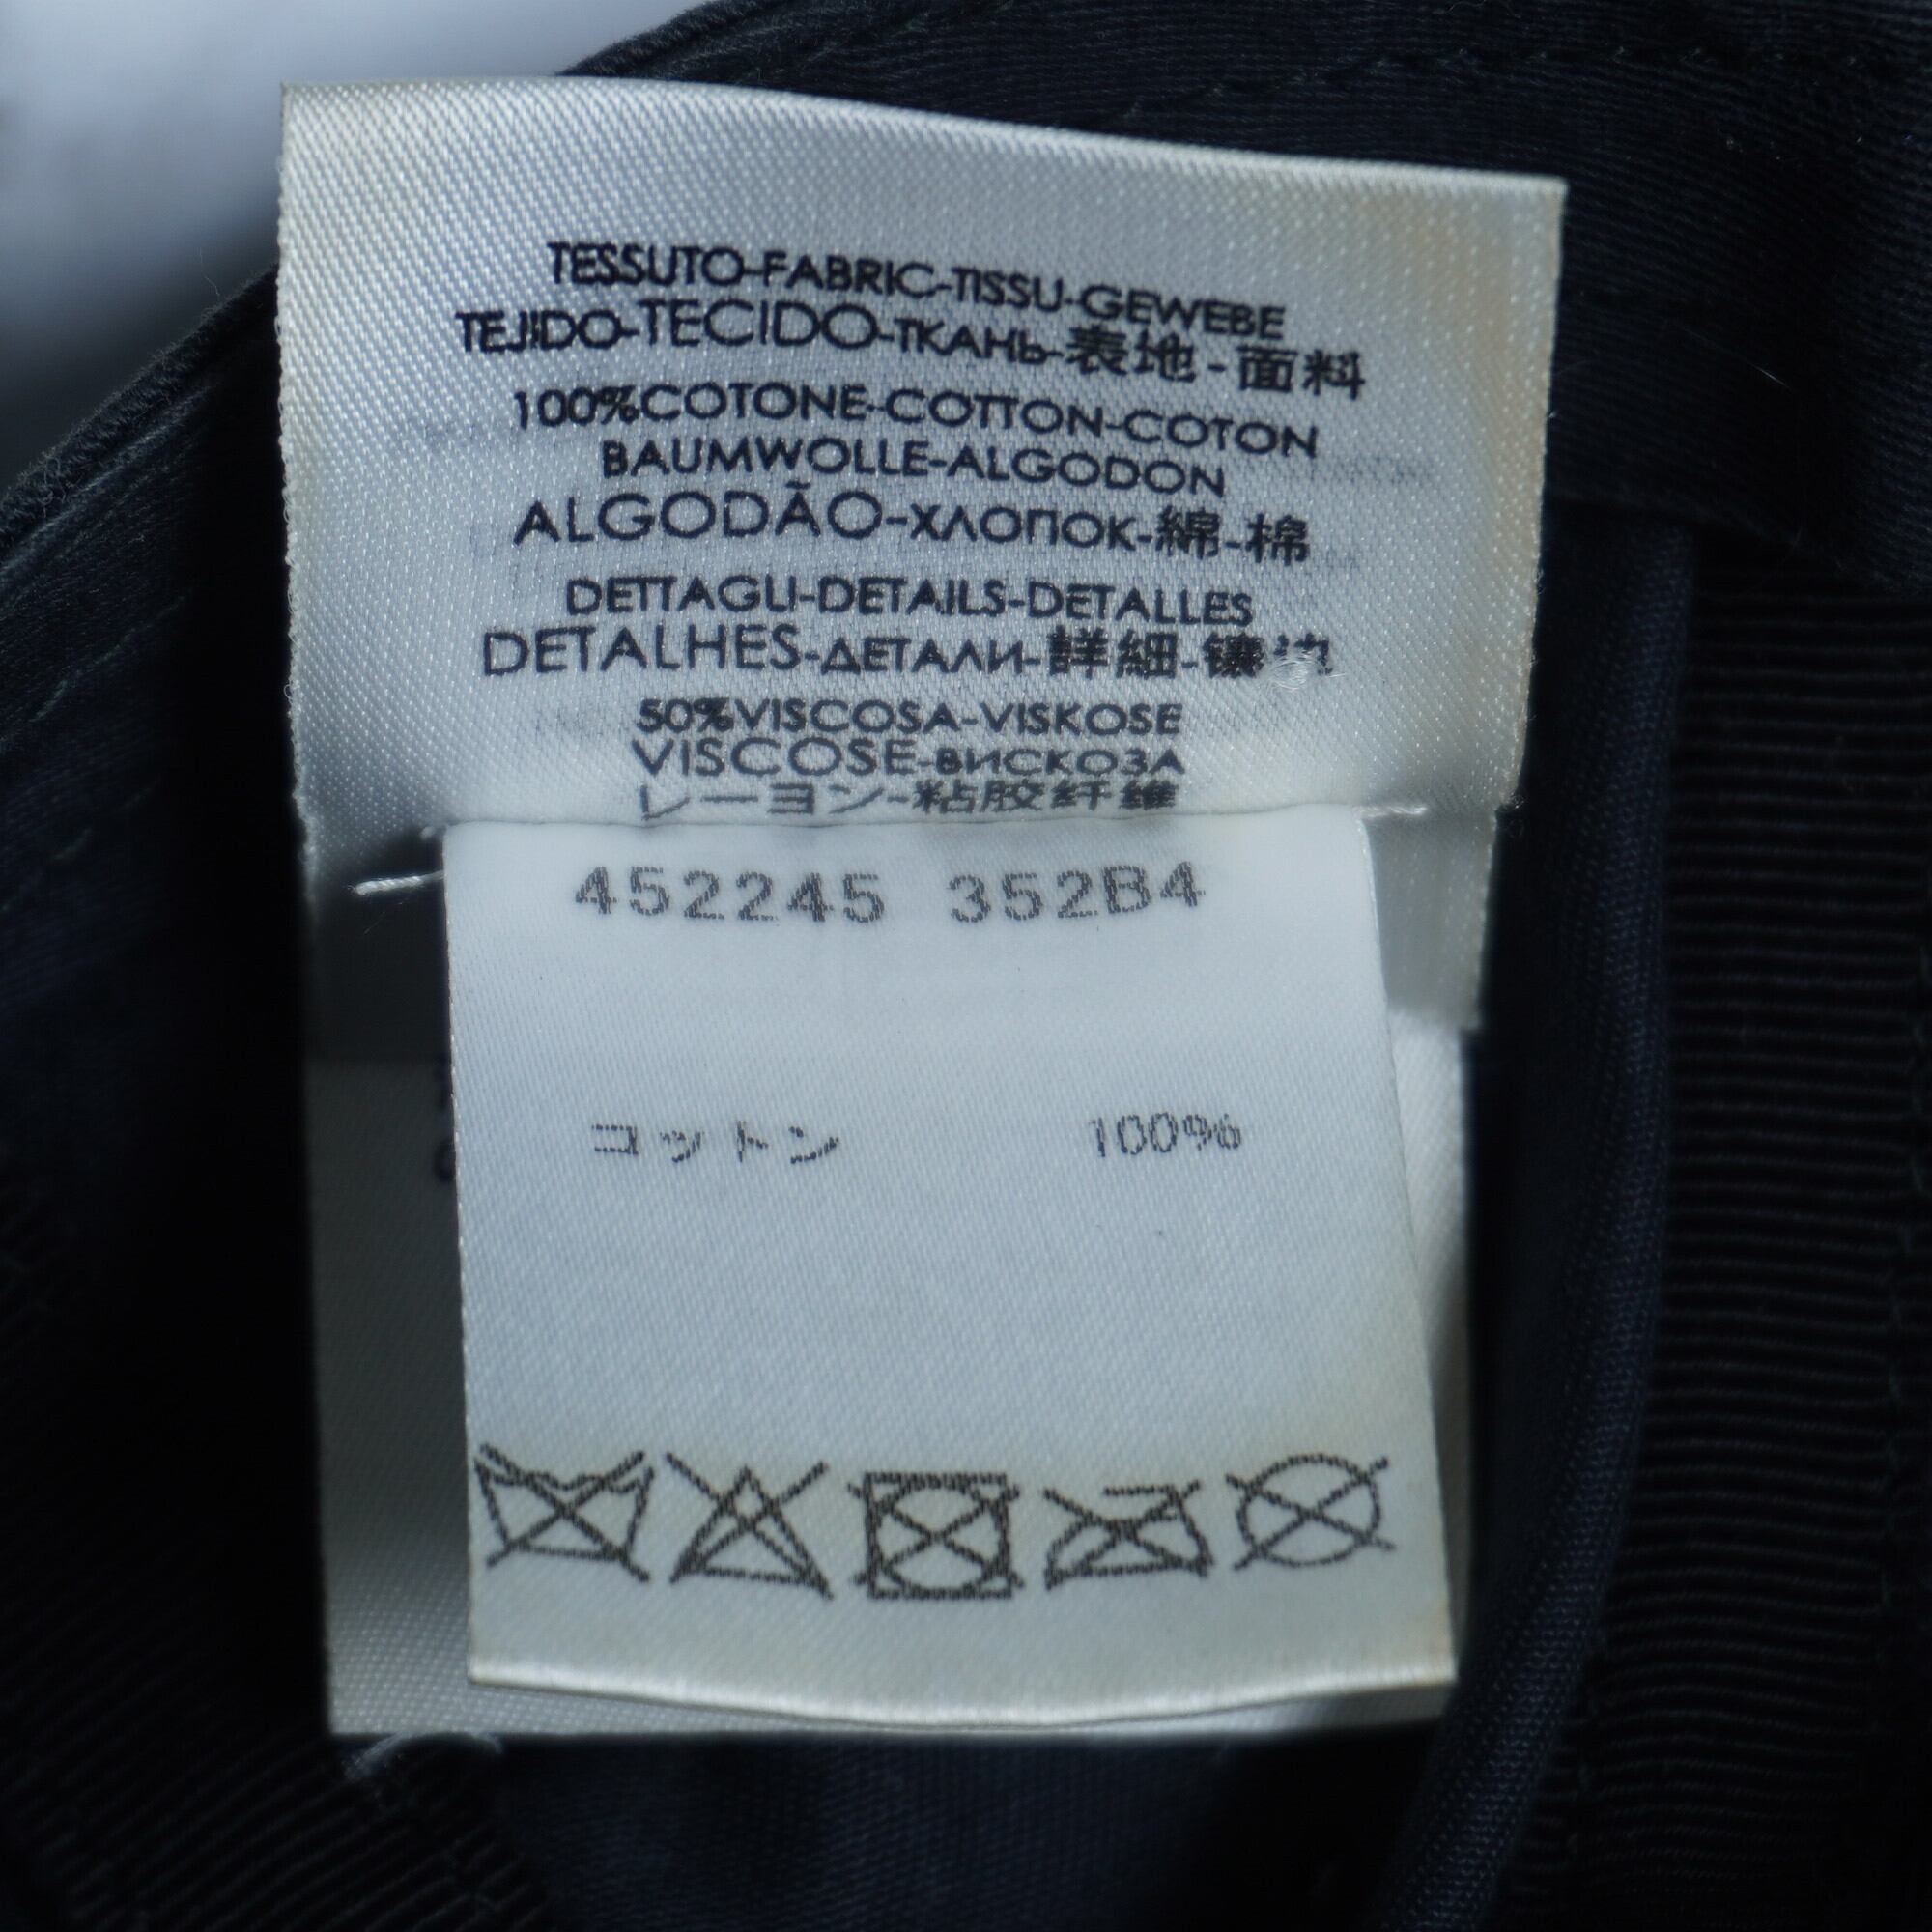 TESSUTO-FABRIC-TISSU-GEWEBE
TEJIDO-TECIDO-ТКАНЬ-表地-面料
100%COTONE-COTTON-COTON
BAUMWOLLE-ALGODON
ALGODÃO-ХЛОПОК-綿-棉
DETTAGLI-DETAILS-DETALLES
DETALHES-ДЕТАЛИ-詳細-镶边
50%VISCOSA-VISKOSE
VISCOSE-ВИСКОЗА
レーヨン-粘胶纤维
452245 352B4
コットン 100%